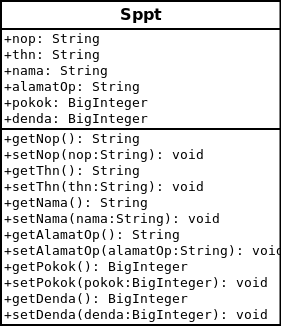 Sppt
+nop: String
+thn: String
+nama: String
+alamatOp: String
+pokok: BigInteger
+denda: BigInteger
+getNop(): String
+setNop(nop:String): void
+getThn(): String
+setThn(thn:String): void
+getNama(): String
+setNama(nama:String): void
+getAlamatOp(): String
+setAlamatOp(alamatOp:String): void
+getPokok(): BigInteger
+setPokok(pokok:BigInteger): void
+getDenda(): BigInteger
+setDenda(denda:BigInteger): void